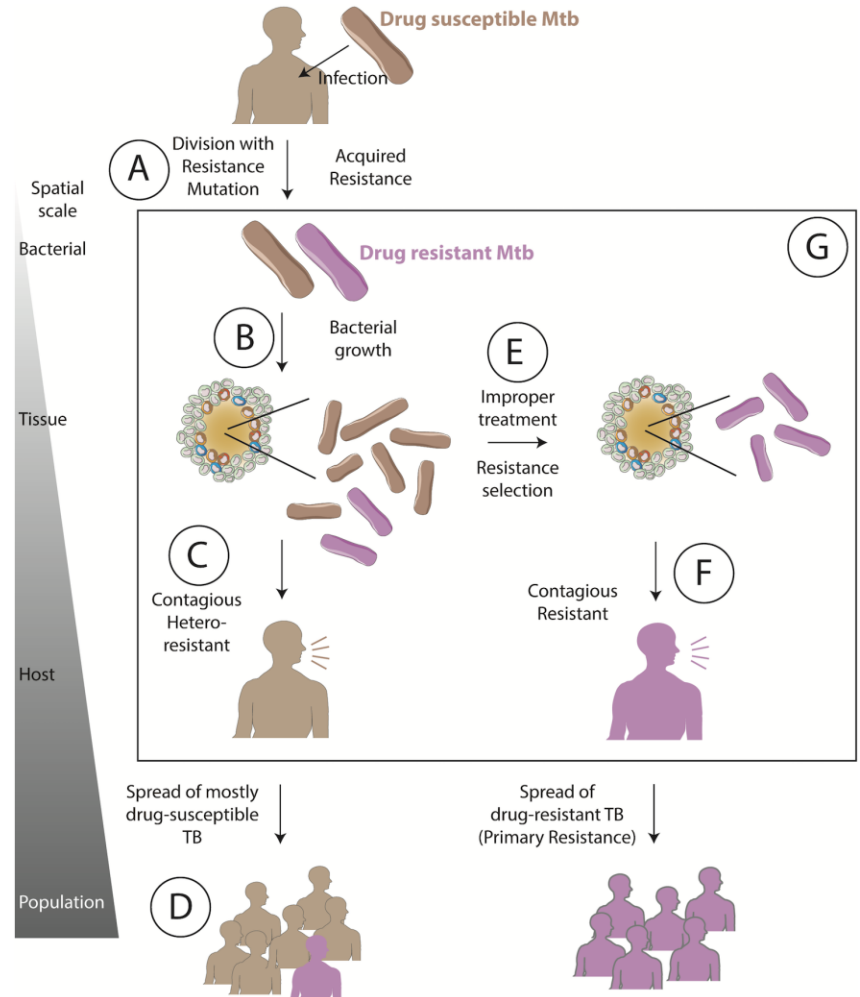 Drug susceptible Mtb
Infection
A
Division with
Resistance
Mutation
Acquired
Resistance
Spatial
scale
Bacterial
G
Drug resistant Mtb
B
Bacterial
growth
E
Improper
treatment
Resistance
selection
Tissue
C
Contagious
Hetero-
resistant
F
Contagious
Resistant
Host
Spread of mostly
drug-susceptible
TB
Spread of
drug-resistant TB
(Primary Resistance)
Population
D